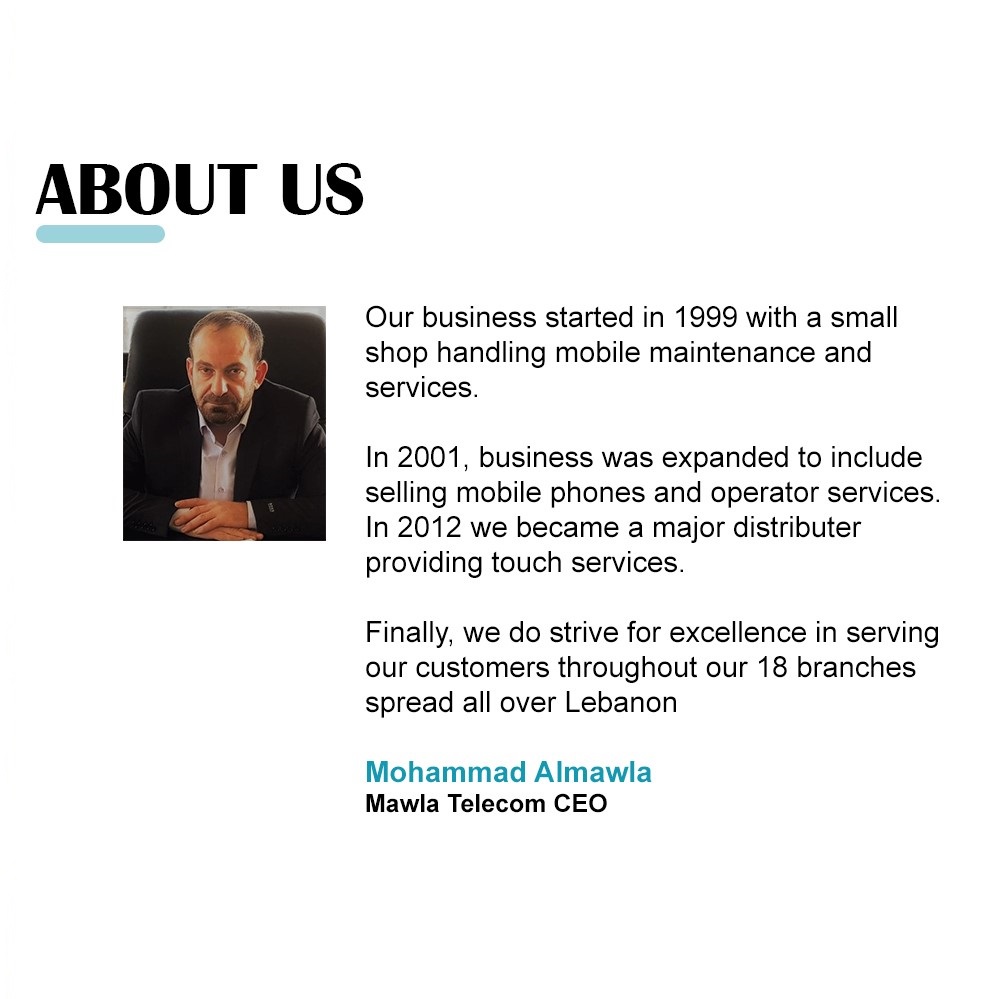 ABOUT US
Our business started in 1999 with a small
shop handling mobile maintenance and
services.
In 2001, business was expanded to include
selling mobile phones and operator services.
In 2012 we became a major distributer
providing touch services.
Finally, we do strive for excellence in serving
our customers throughout our 18 branches
spread all over Lebanon
Mohammad Almawla
Mawla Telecom CEO